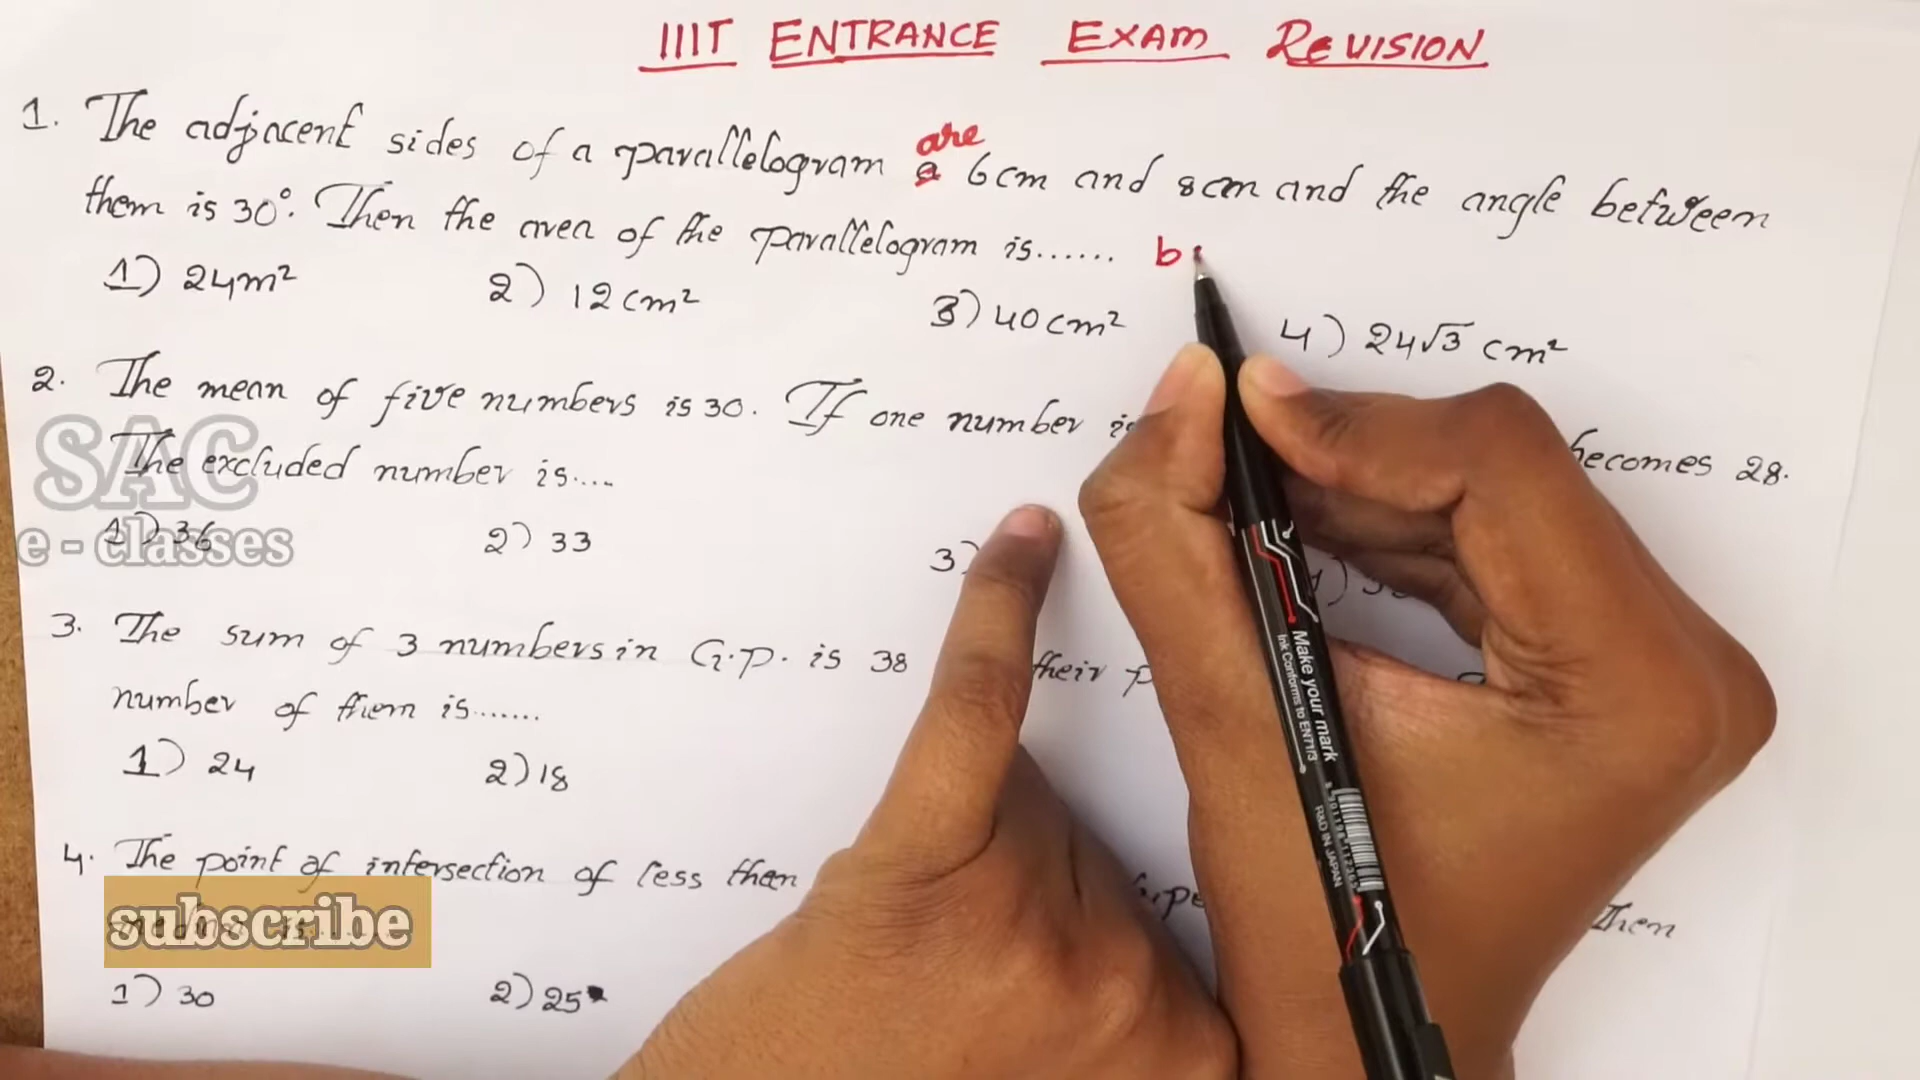 IIIT ENTRANCE EXAM REVISION
1. The adjacent sides of a parallelogram are 6cm and 8cm and the angle between
them is 30°. Then the area of the parallelogram is...... b
1) 24m² 2) 12cm² 3) 40cm² 4) 24√3 cm²
2. The mean of five numbers is 30. If one number is becomes 28.
The excluded number is....
1) 36 2) 33 3)
3. The sum of 3 numbers in G.P. is 38 their
number of them is.......
1) 24 2) 18
4. The point of intersection of less then Then
median is
1) 30 2) 25
SAC
e - classes
subscribe
Make your mark
Ink Conforms to EN71/3
R&D IN JAPAN